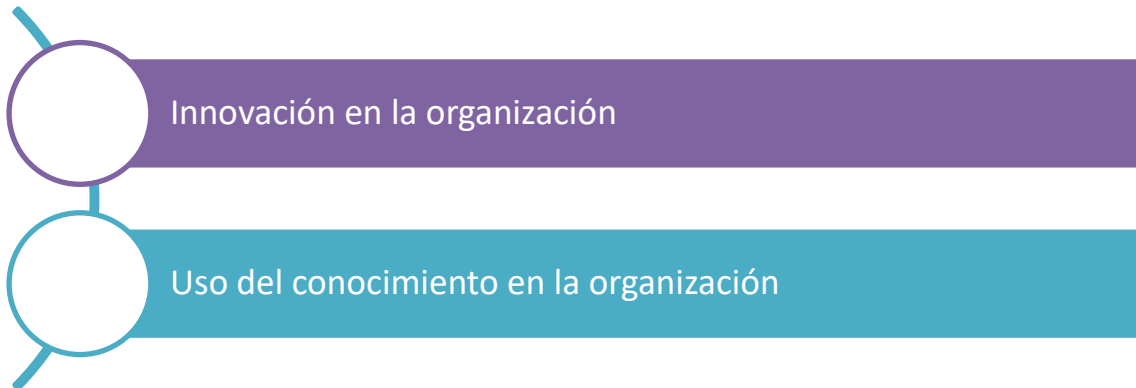 Innovación en la organización
Uso del conocimiento en la organización